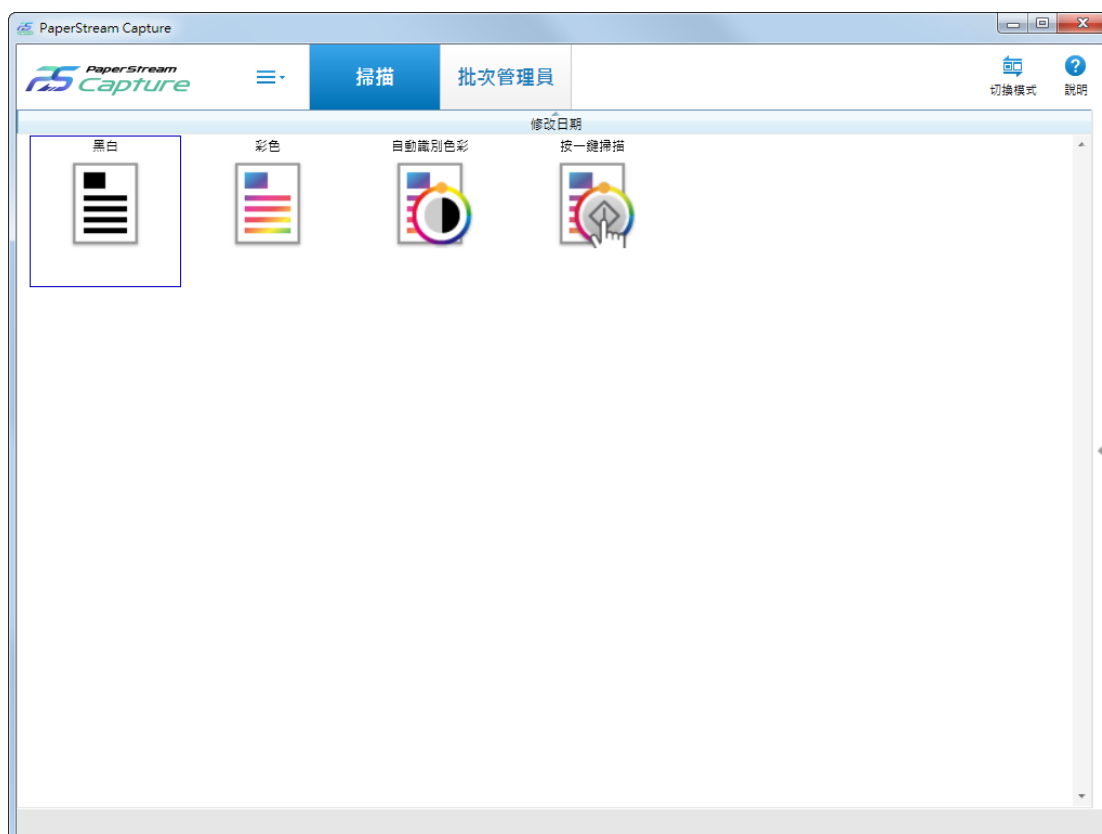 PaperStream Capture
PaperStream
Capture
掃描
批次管理員
切換模式
說明
修改日期
黑白
彩色
自動識別色彩
按一鍵掃描